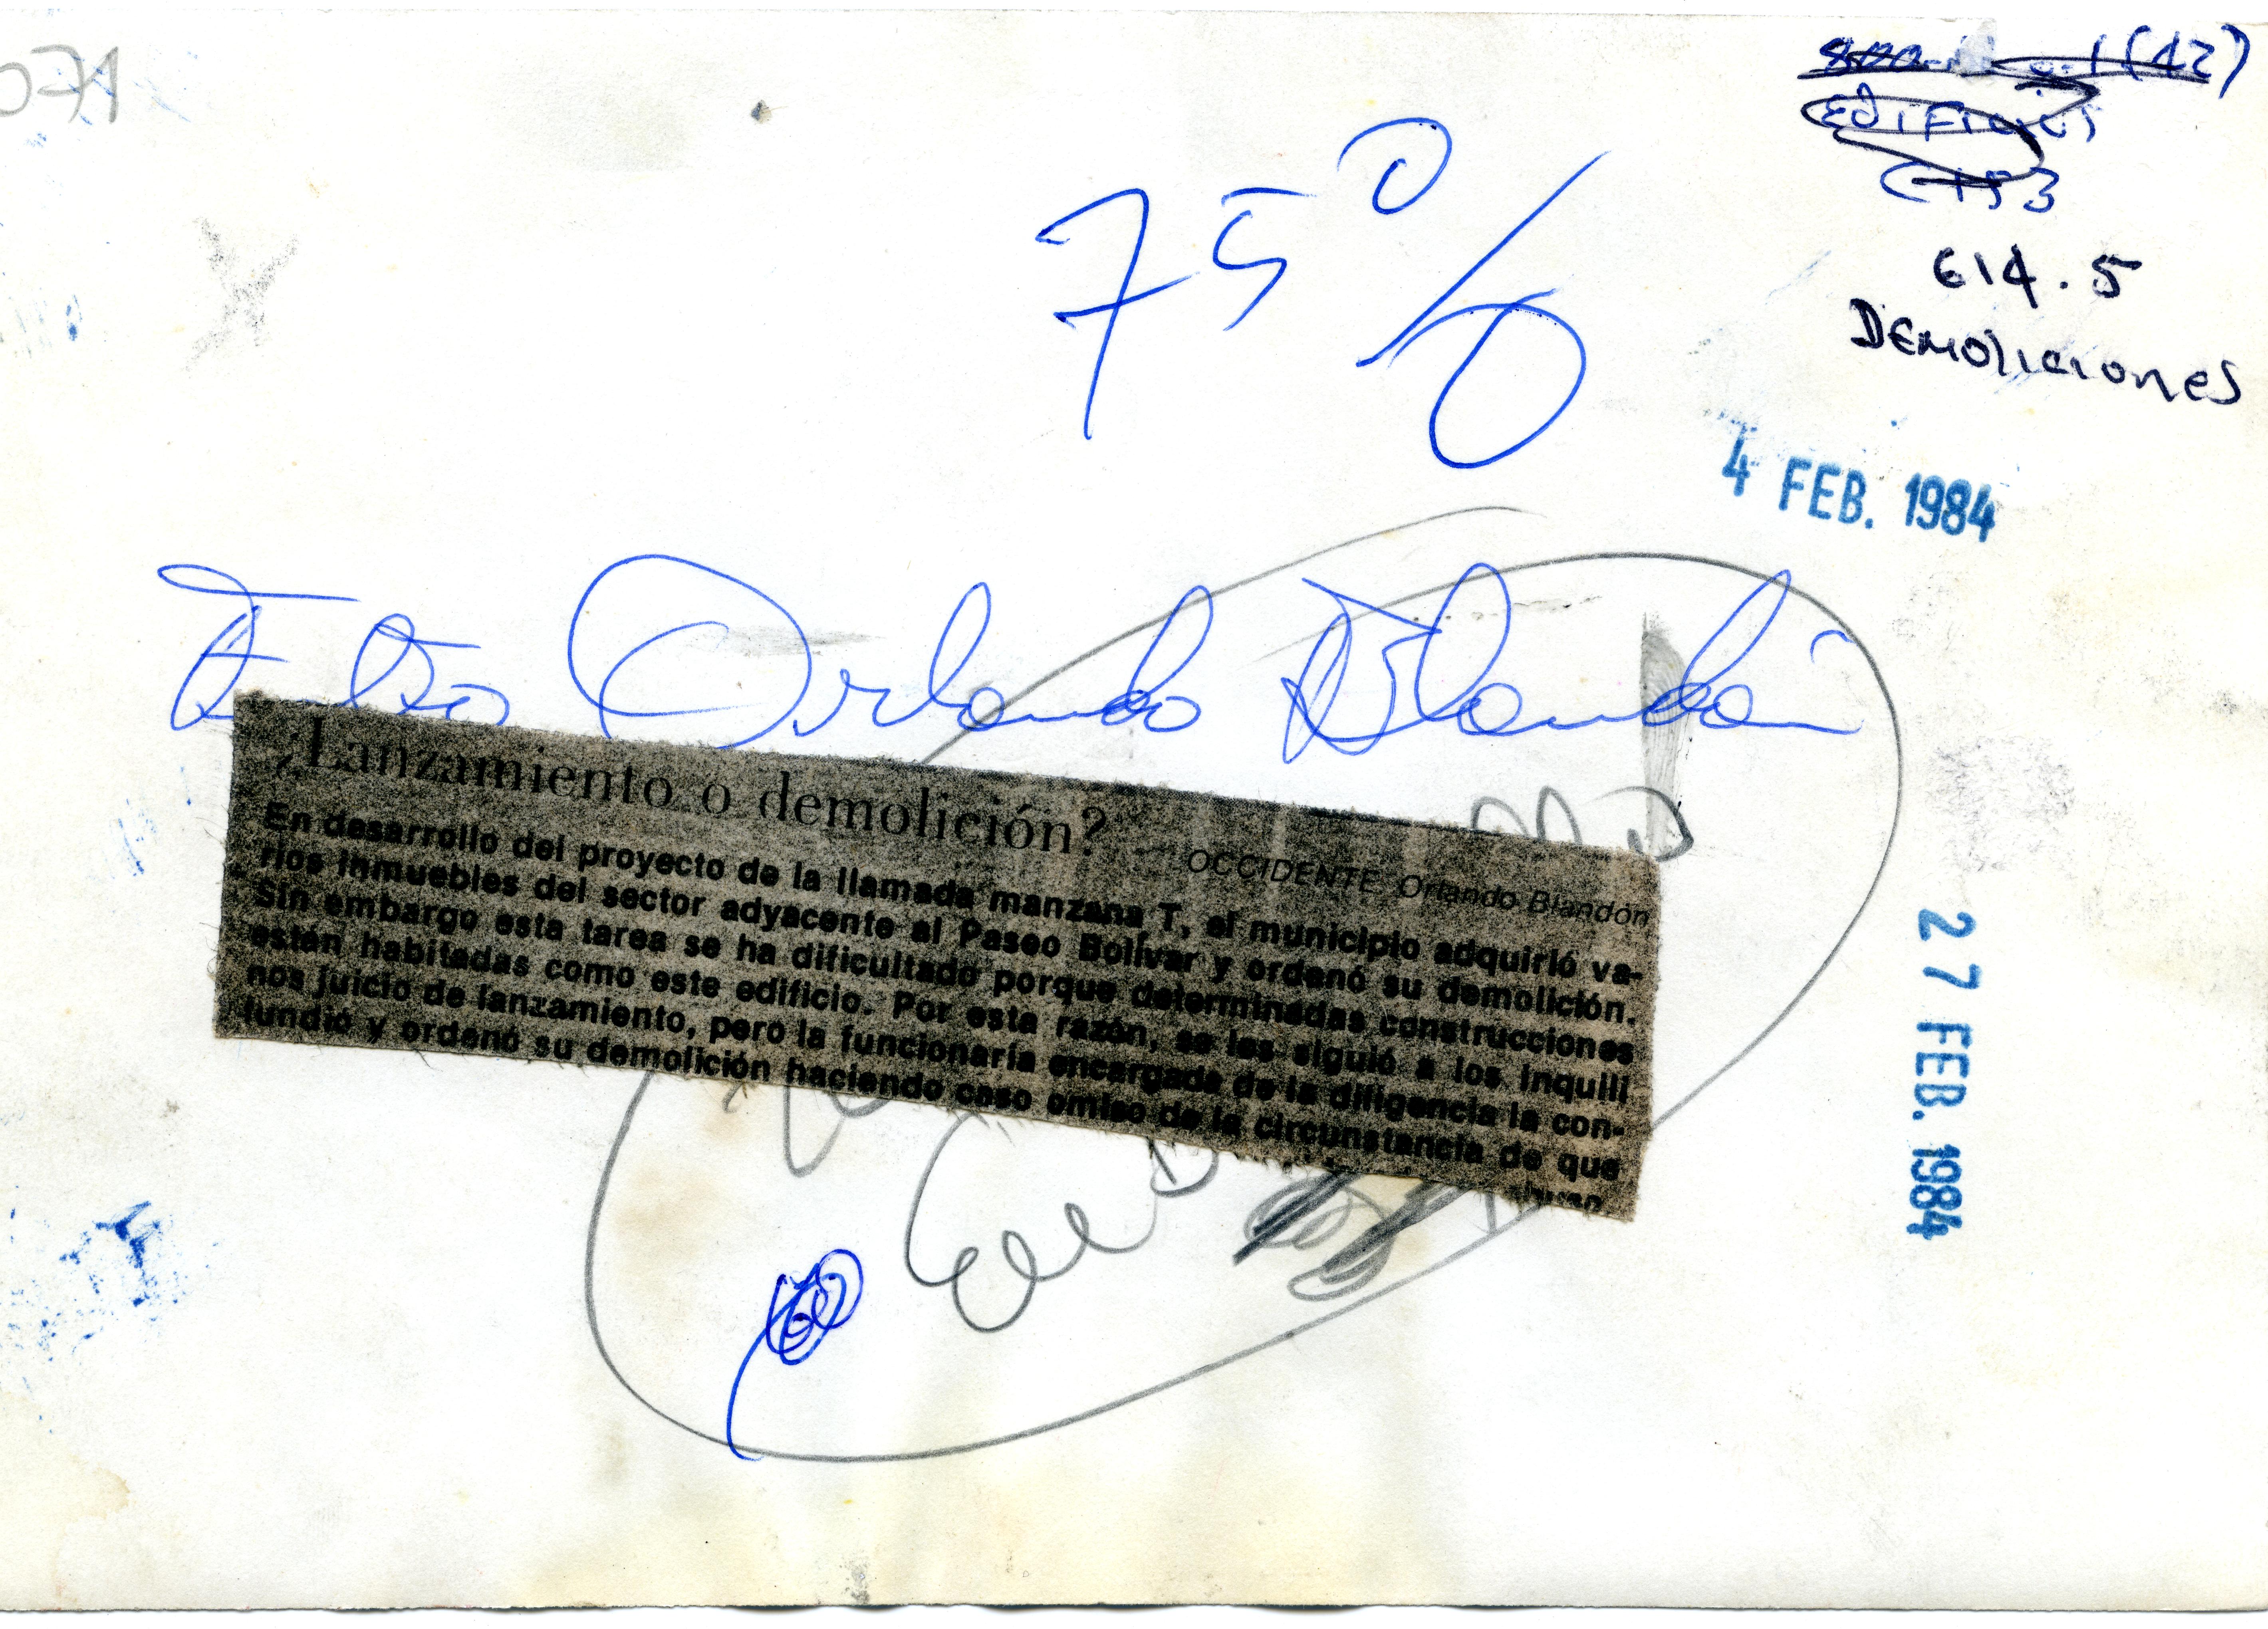 071
(42)
EDIFICIOS
C153
614.5
DEMOLICIONES
75%
4 FEB. 1984
Foto Orlando Blandón
¿Lanzamiento o demolición?
OCCIDENTE Orlando Blandón
En desarrollo del proyecto de la llamada manzana T, el municipio adquirió va-
rios inmuebles del sector adyacente al Paseo Bolívar y ordenó su demolición.
Sin embargo esta tarea se ha dificultado porque determinadas construcciones
están habitadas como este edificio. Por esta razón, se les siguió a los inquili
nos juicio de lanzamiento, pero la funcionaría encargada de la diligencia la con-
fundió y ordenó su demolición haciendo caso omiso de la circunstancia de que
27 FEB. 1984